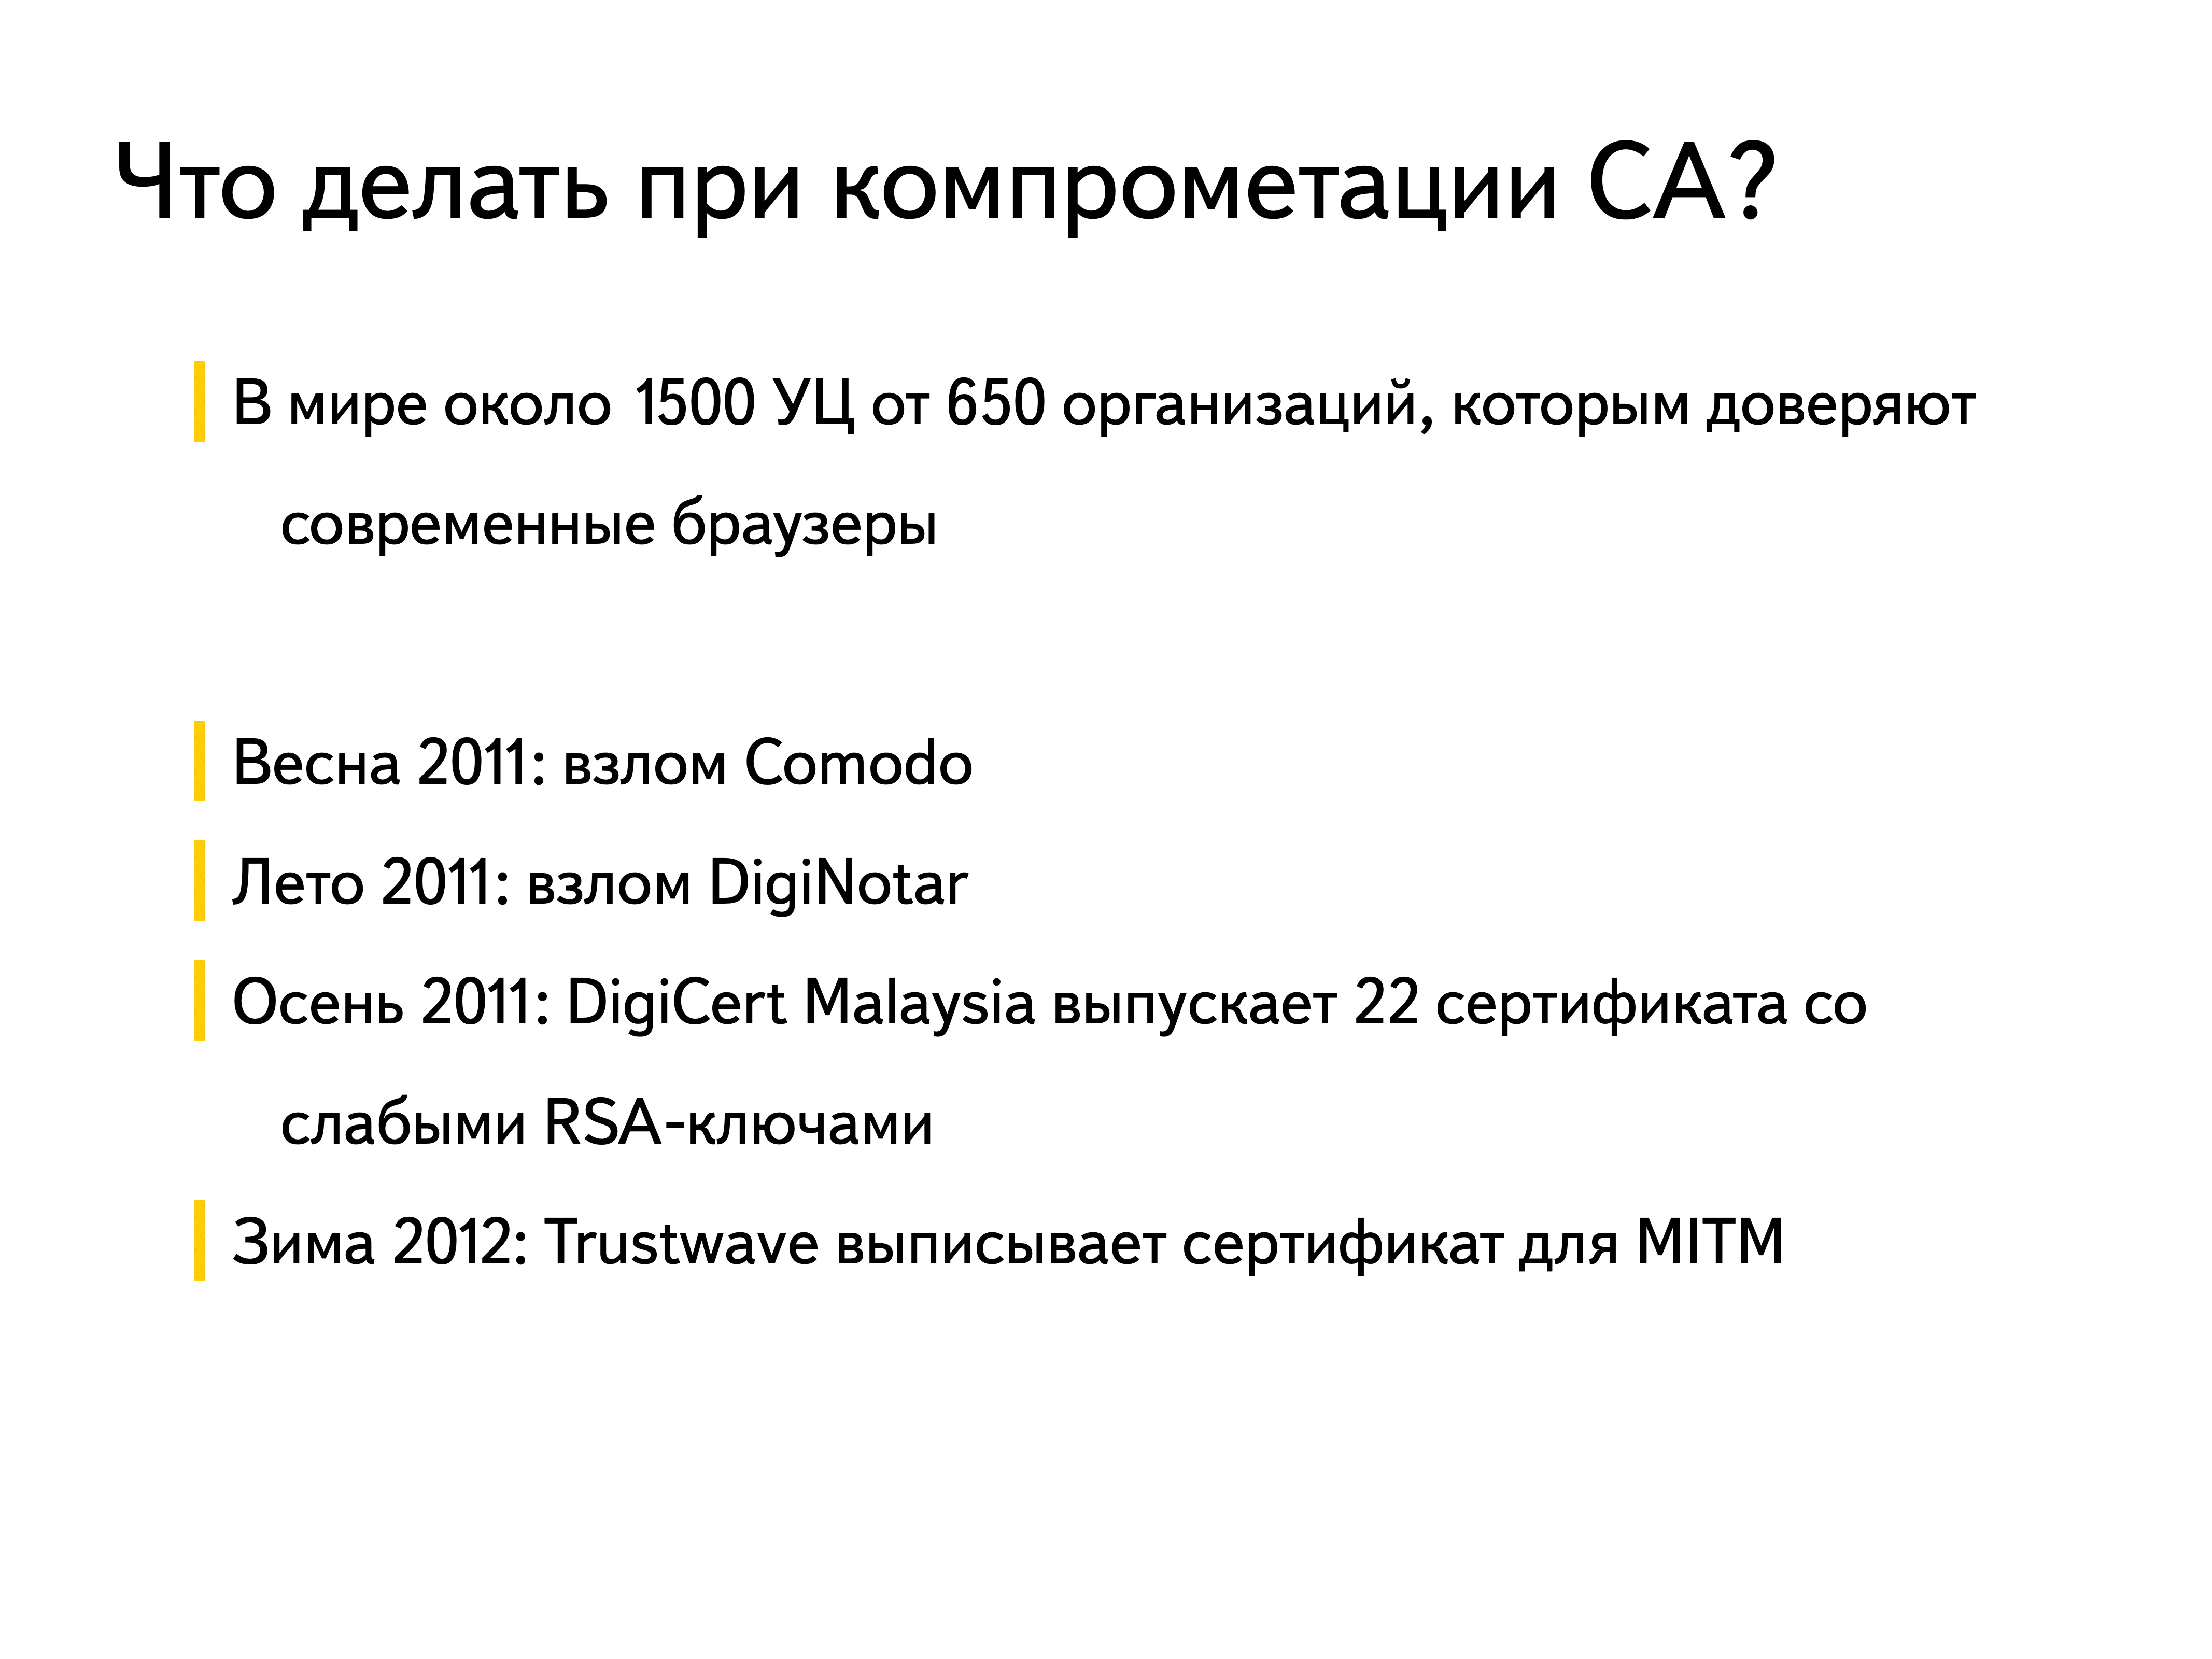 Что делать при компрометации CA?
В мире около 1500 УЦ от 650 организаций, которым доверяют
современные браузеры
Весна 2011: взлом Comodo
Лето 2011: взлом DigiNotar
Осень 2011: DigiCert Malaysia выпускает 22 сертификата со
слабыми RSA-ключами
Зима 2012: Trustwave выписывает сертификат для MITM